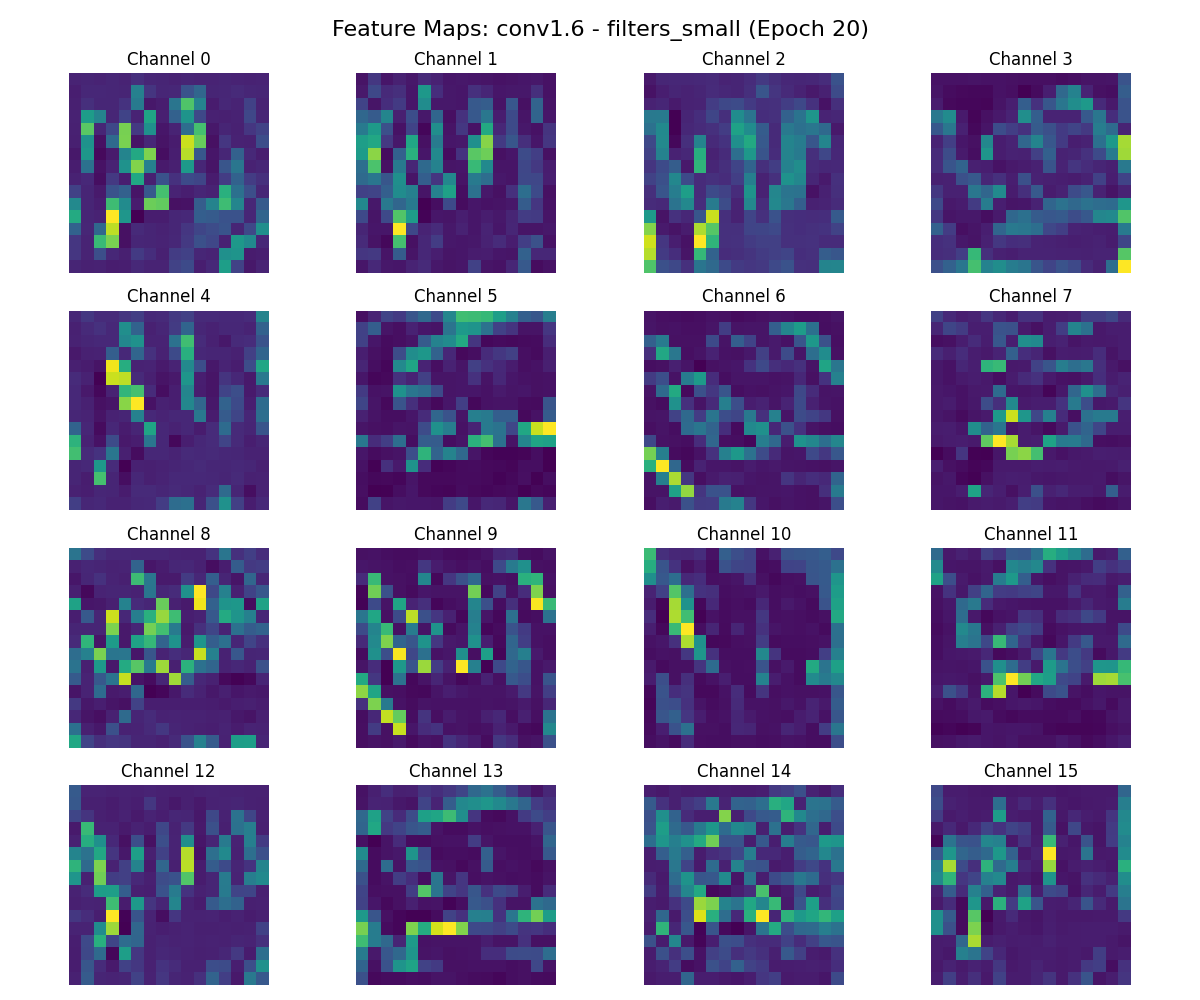 Feature Maps: conv1.6 - filters_small (Epoch 20)
Channel 0
Channel 1
Channel 2
Channel 3
Channel 4
Channel 5
Channel 6
Channel 7
Channel 8
Channel 9
Channel 10
Channel 11
Channel 12
Channel 13
Channel 14
Channel 15